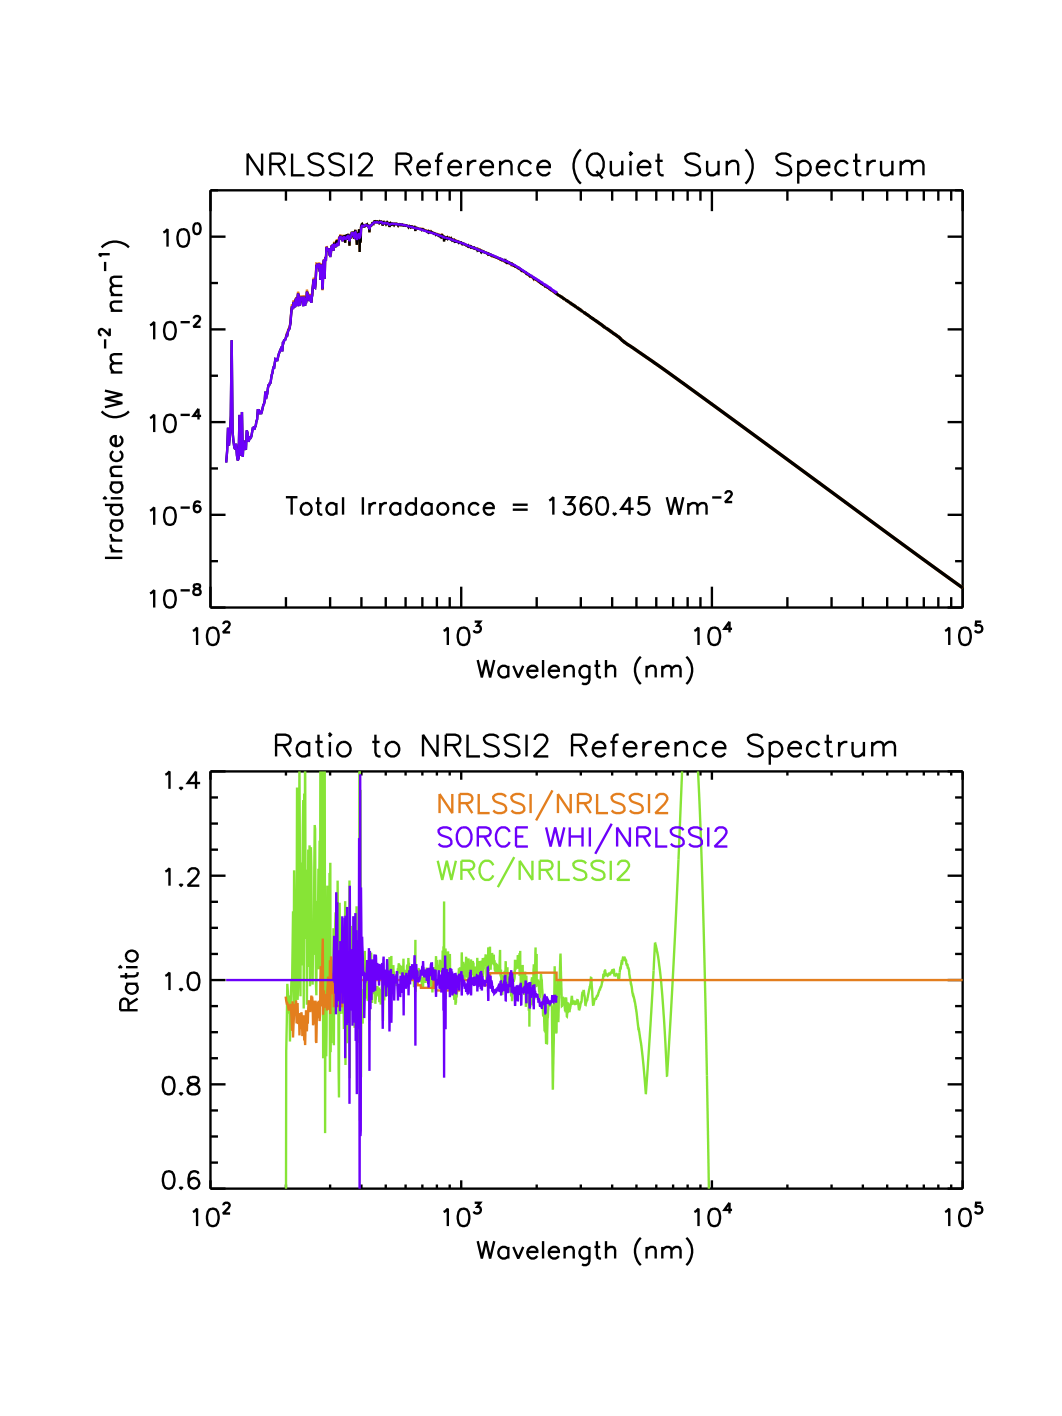 NRLSSI2 Reference (Quiet Sun) Spectrum
10⁰
10⁻²
10⁻⁴
10⁻⁶
10⁻⁸
Irradiance (W m⁻² nm⁻¹)
Total Irradaonce = 1360.45 Wm⁻²
10² 10³ 10⁴ 10⁵
Wavelength (nm)
Ratio to NRLSSI2 Reference Spectrum
1.4
1.2
1.0
0.8
0.6
Ratio
NRLSSI/NRLSSI2
SORCE WHI/NRLSSI2
WRC/NRLSSI2
10² 10³ 10⁴ 10⁵
Wavelength (nm)